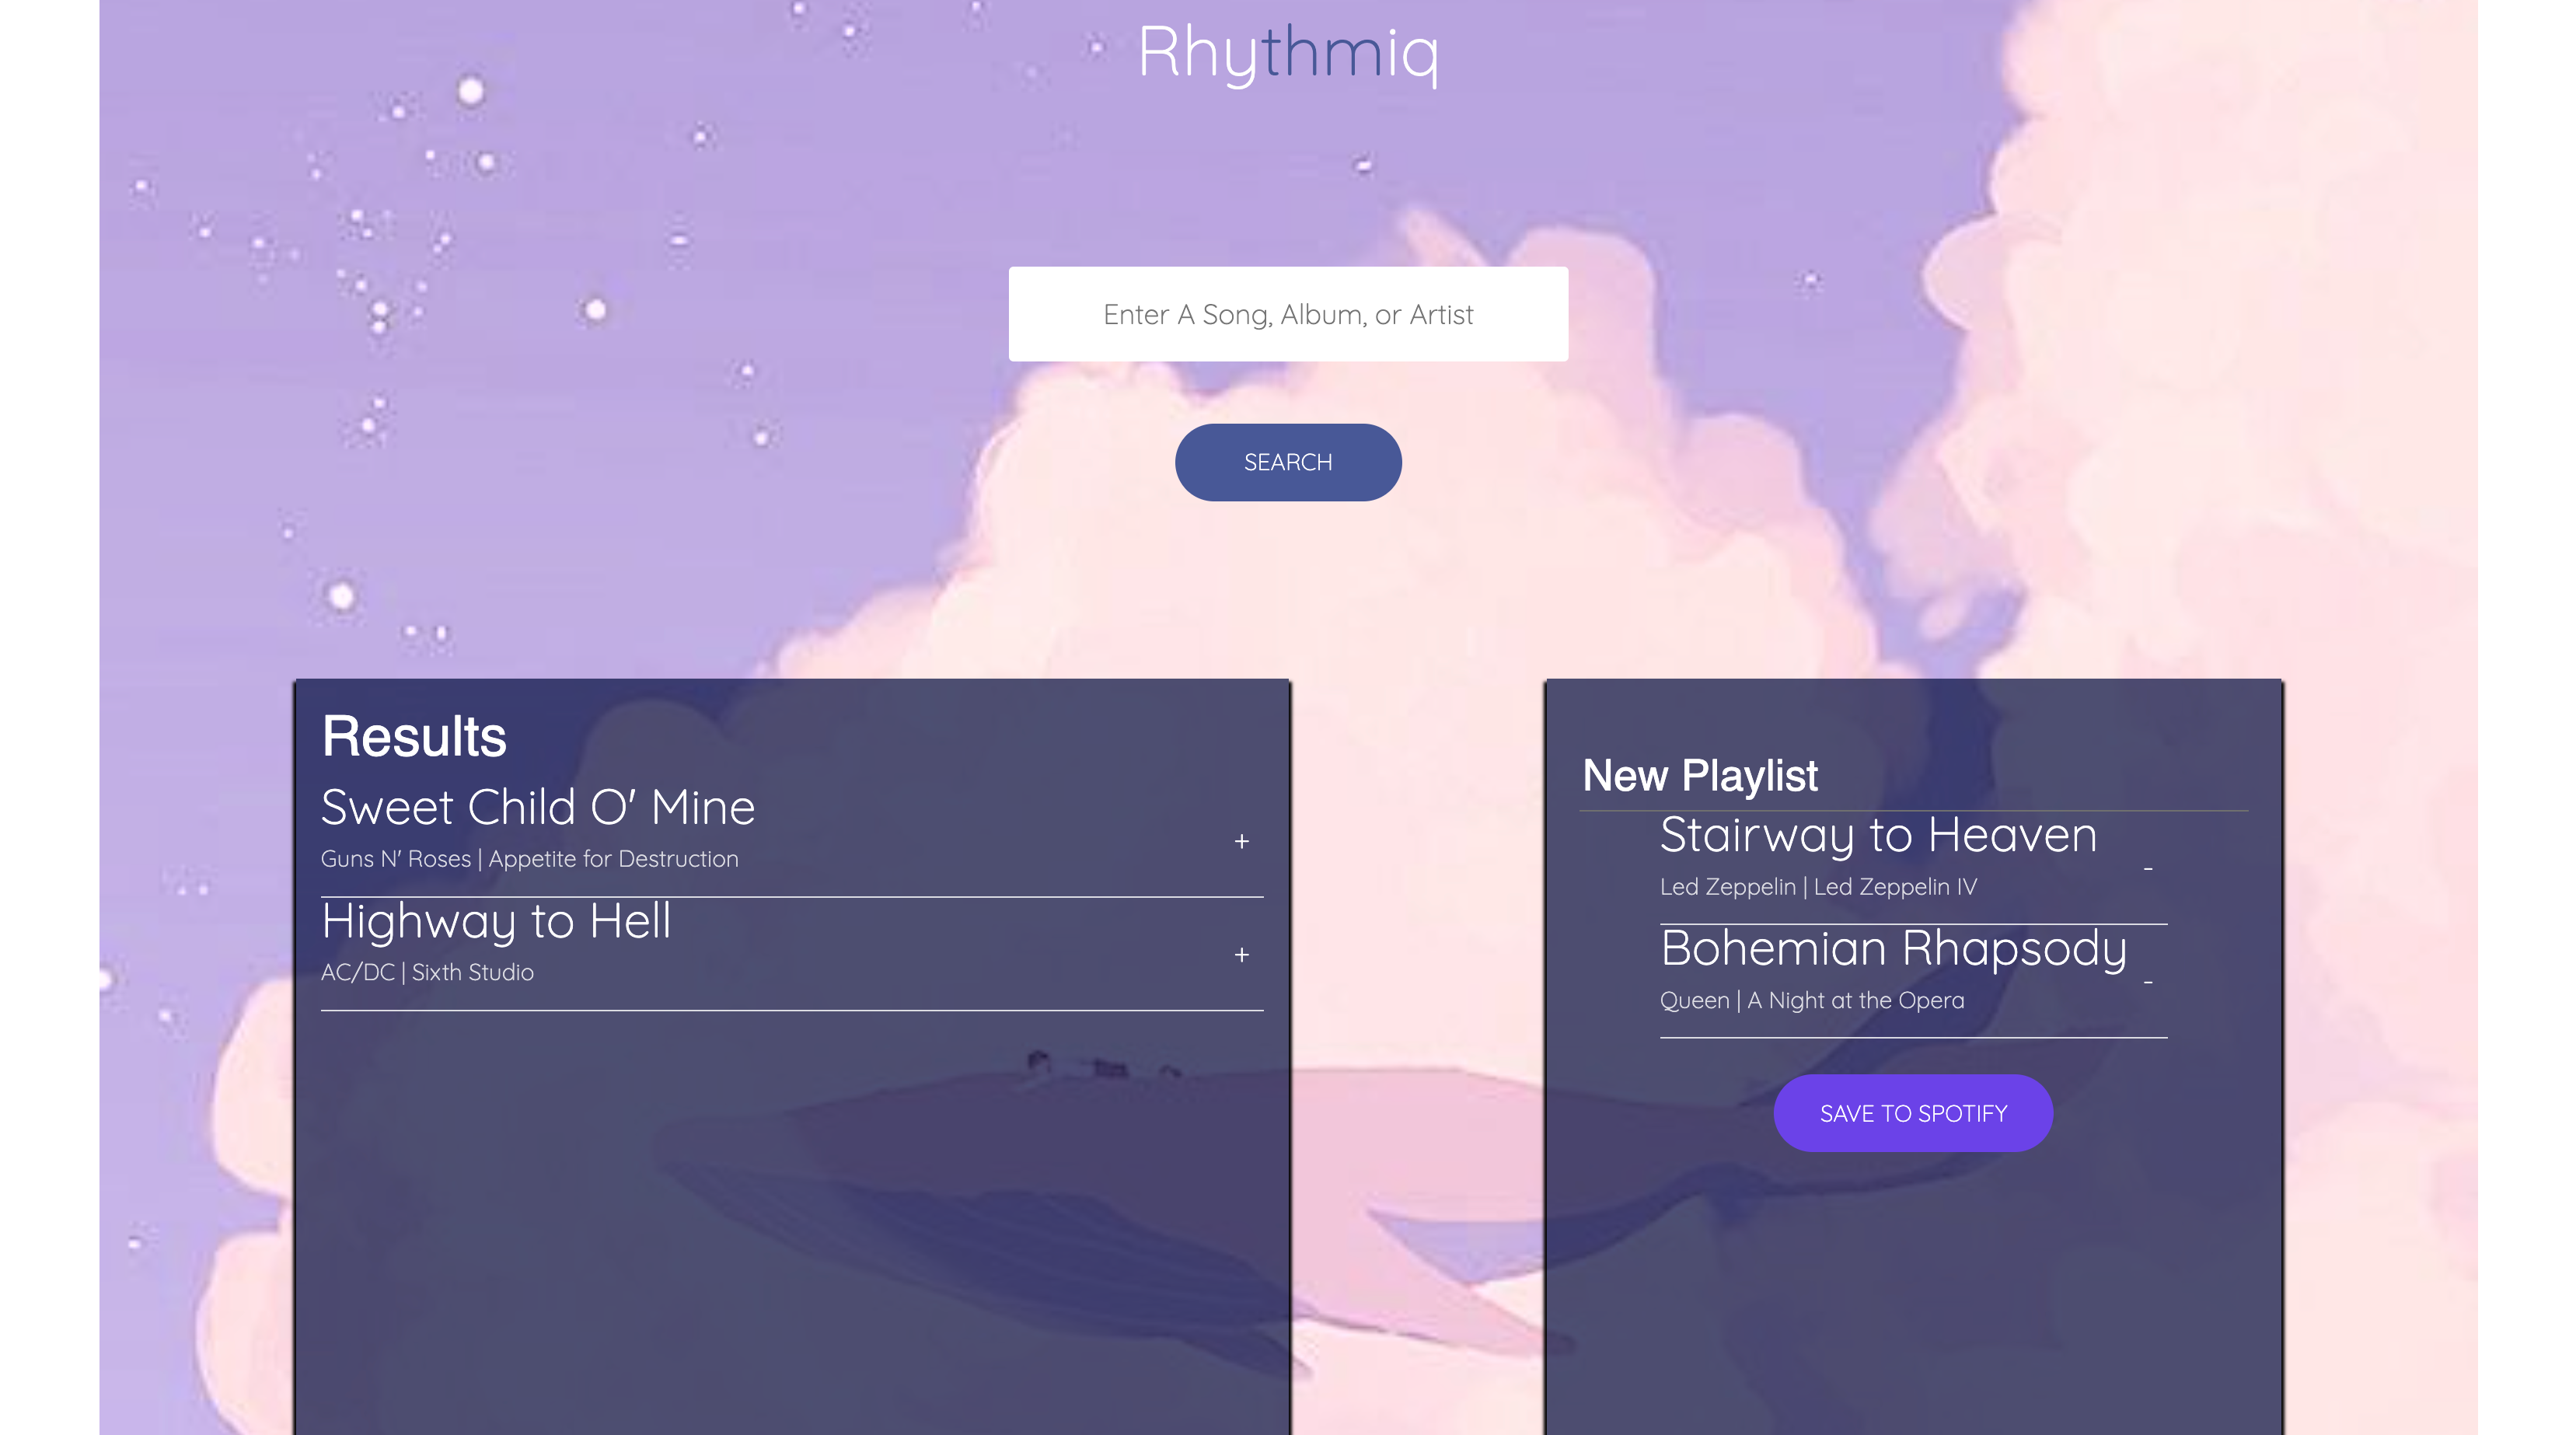 Rhythmiq
Enter A Song, Album, or Artist
SEARCH
Results
Sweet Child O' Mine
Guns N' Roses | Appetite for Destruction
+
Highway to Hell
AC/DC | Sixth Studio
+
New Playlist
Stairway to Heaven
Led Zeppelin | Led Zeppelin IV
-
Bohemian Rhapsody
Queen | A Night at the Opera
-
SAVE TO SPOTIFY